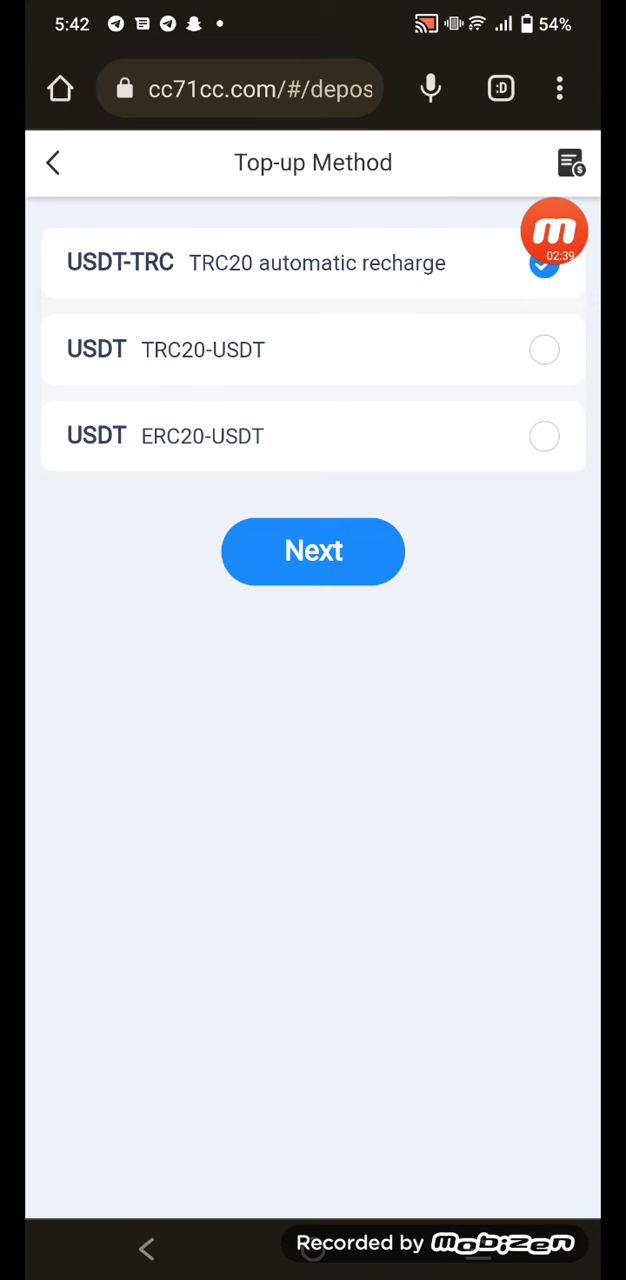 5:42
54%
cc71cc.com/#/depos
:D
Top-up Method
USDT-TRC TRC20 automatic recharge
m
02:39
USDT TRC20-USDT
USDT ERC20-USDT
Next
Recorded by mobizen